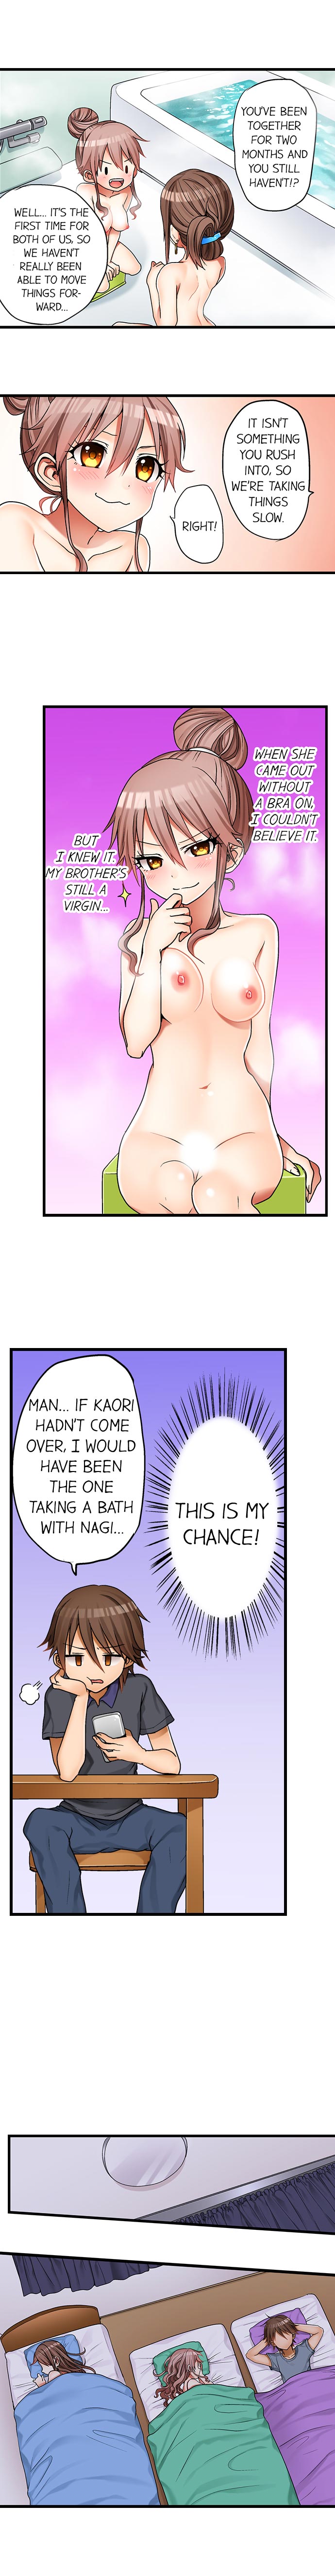 YOU'VE BEEN
TOGETHER
FOR TWO
MONTHS AND
YOU STILL
HAVEN'T!?
WELL... IT'S THE
FIRST TIME FOR
BOTH OF US, SO
WE HAVEN'T
REALLY BEEN
ABLE TO MOVE
THINGS FOR-
WARD...
IT ISN'T
SOMETHING
YOU RUSH
INTO, SO
WE'RE TAKING
THINGS
SLOW.
RIGHT!
WHEN SHE
CAME OUT
WITHOUT
A BRA ON,
I COULDN'T
BELIEVE IT.
BUT
I KNEW IT.
MY BROTHER'S
STILL A
VIRGIN...
MAN... IF KAORI
HADN'T COME
OVER, I WOULD
HAVE BEEN
THE ONE
TAKING A BATH
WITH NAGI...
THIS IS MY
CHANCE!